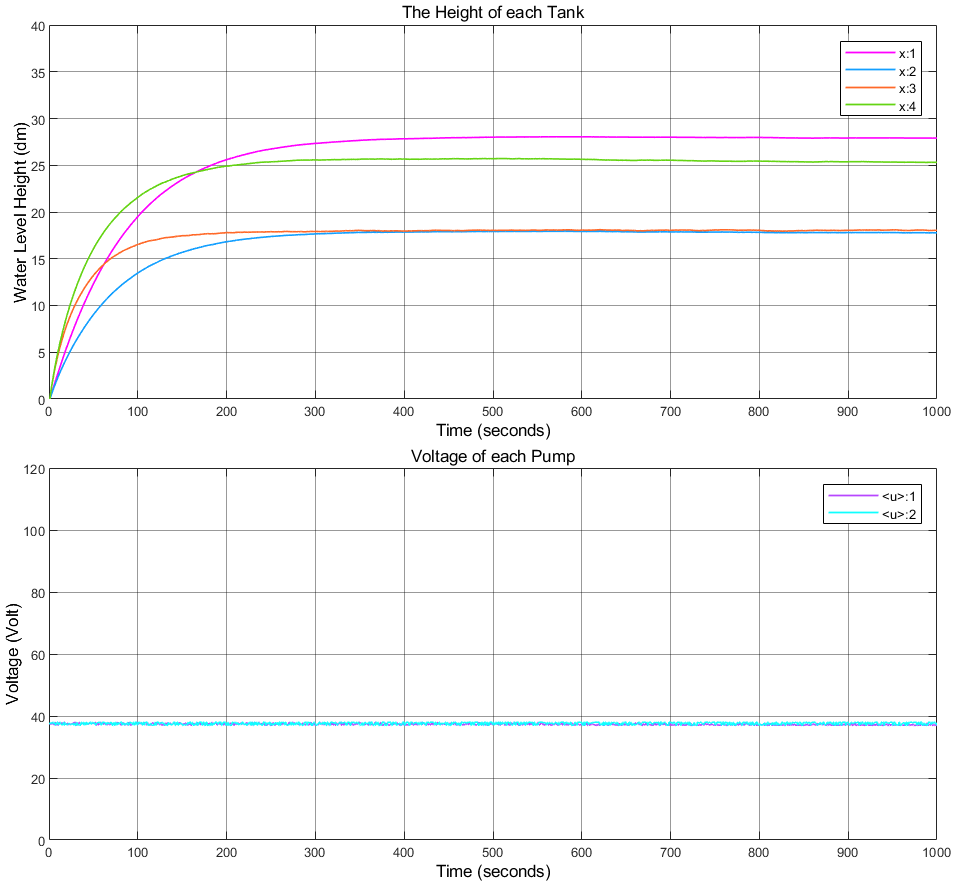 The Height of each Tank
40
35
30
25
20
15
10
5
0
Water Level Height (dm)
x:1
x:2
x:3
x:4
0 100 200 300 400 500 600 700 800 900 1000
Time (seconds)
Voltage of each Pump
120
100
80
60
40
20
0
Voltage (Volt)
<u>:1
<u>:2
0 100 200 300 400 500 600 700 800 900 1000
Time (seconds)